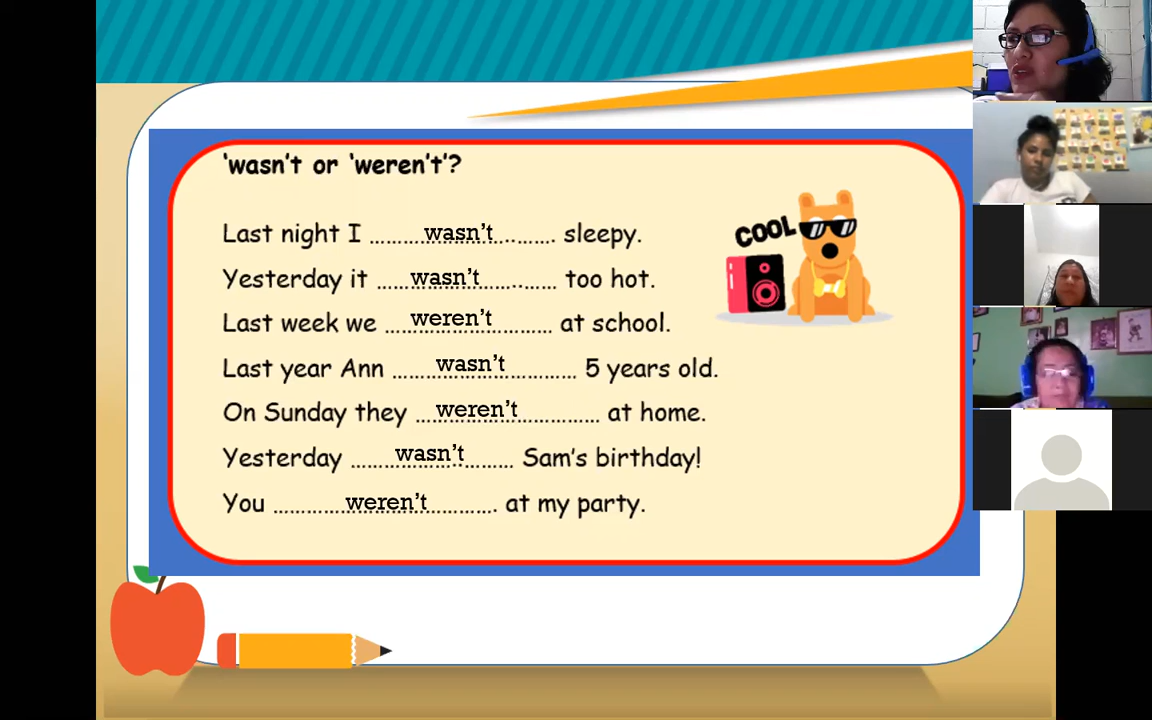 ‘wasn’t or ‘weren’t’?
Last night I ......... wasn’t ......... sleepy.
Yesterday it ...... wasn’t ......... too hot.
Last week we ...... weren’t ......... at school.
Last year Ann ......... wasn’t ......... 5 years old.
On Sunday they ...... weren’t ......... at home.
Yesterday ......... wasn’t ......... Sam’s birthday!
You ......... weren’t ......... at my party.
COOL